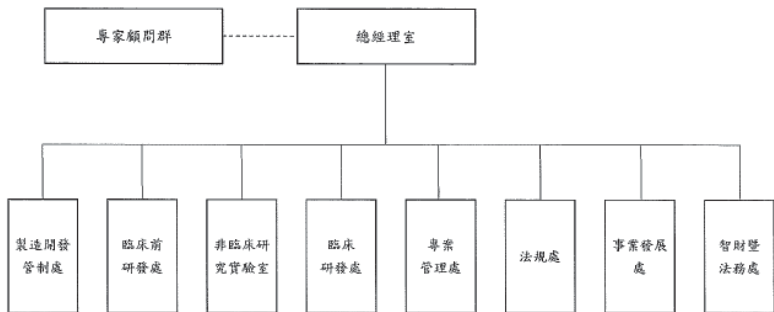 專家顧問群
總經理室
製造開發
管制處
臨床前
研發處
非臨床研
究實驗室
臨床
研發處
專案
管理處
法規處
事業發展
處
智財暨
法務處